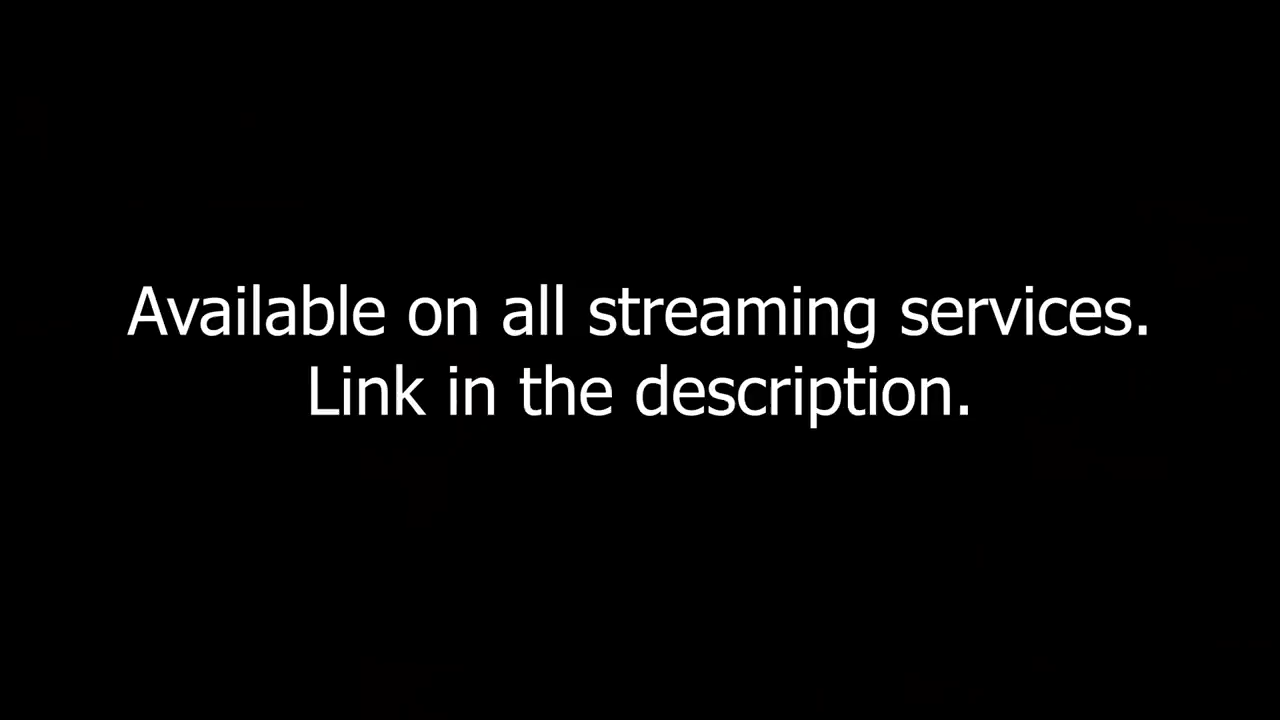 Available on all streaming services.
Link in the description.